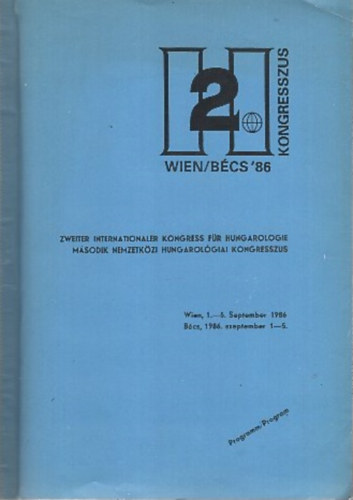 H
2.
KONGRESSZUS
WIEN/BÉCS '86
ZWEITER INTERNATIONALER KONGRESS FÜR HUNGAROLOGIE
MÁSODIK NEMZETKÖZI HUNGAROLÓGIAI KONGRESSZUS
Wien, 1.—5. September 1986
Bécs, 1986. szeptember 1—5.
Programm/Program